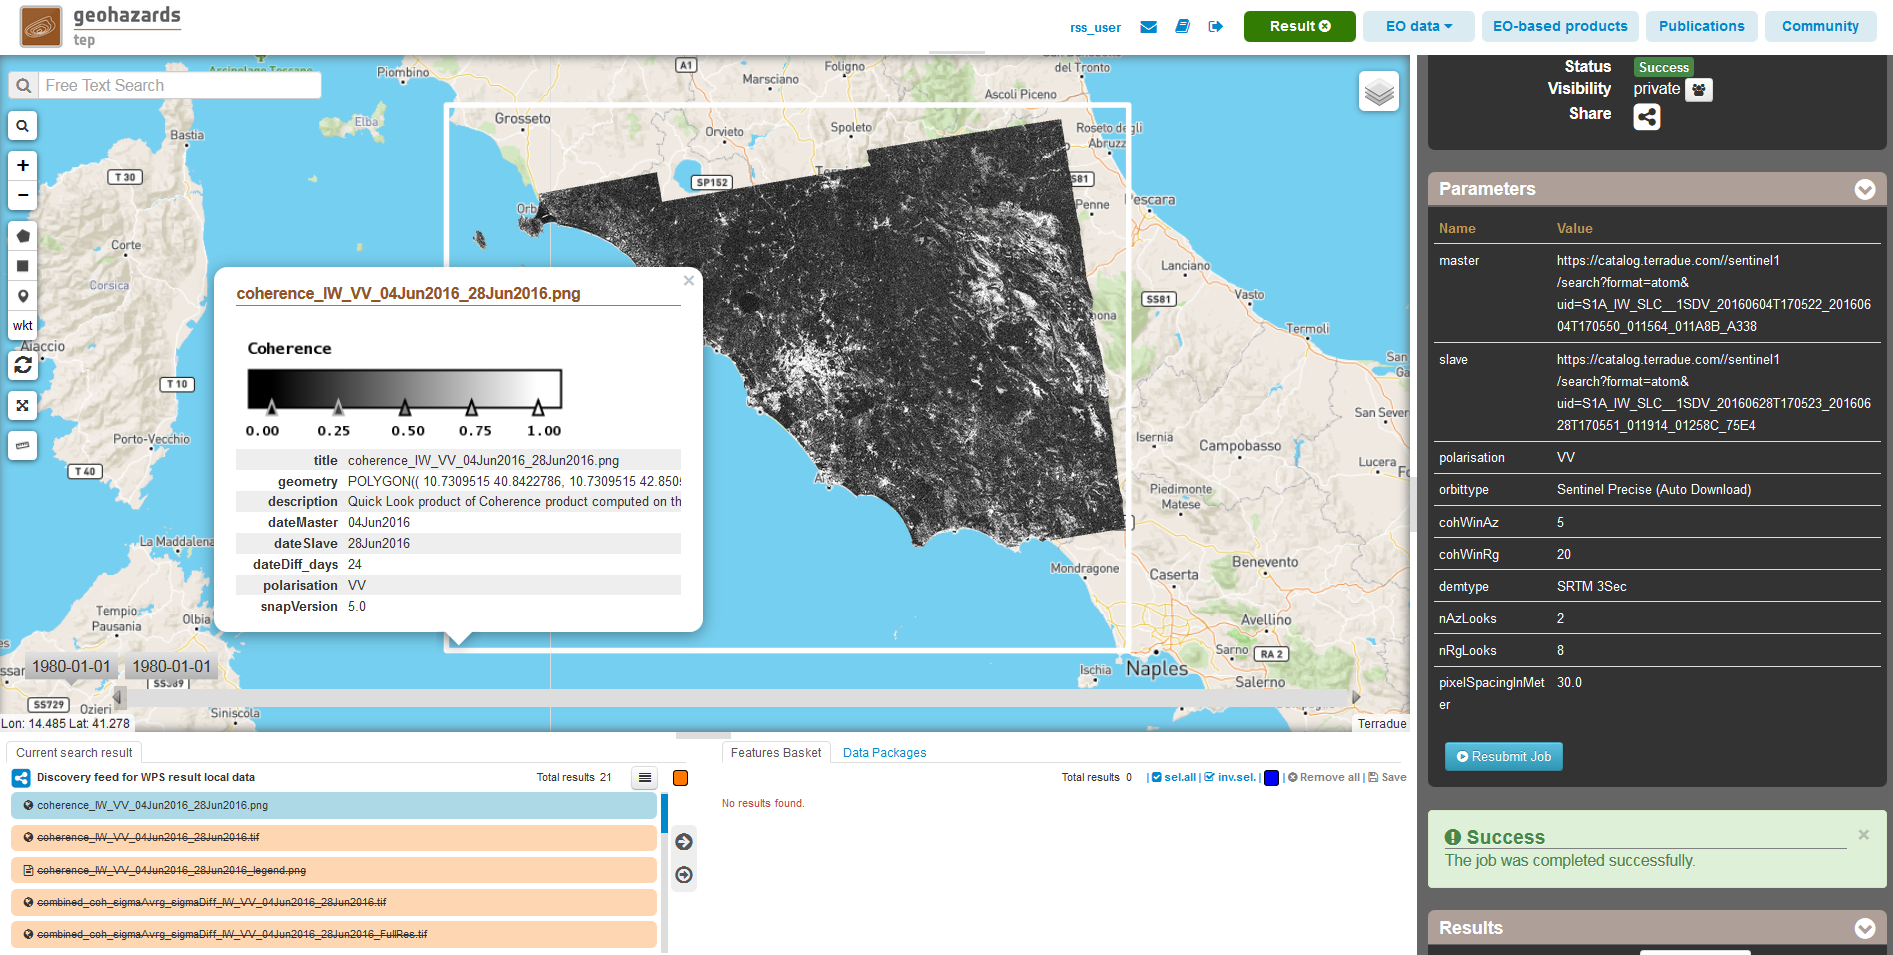 geohazards
tep
rss_user
Result
EO data
EO-based products
Publications
Community
Free Text Search
wkt
Piombino
Elba
Bastia
T 30
Corte
Corsica
Ajaccio
T 10
Porto-Vecchio
T 40
La Maddalena
Tempio
Pausania
Olbia
SS729
Ozieri
Siniscola
Grosseto
A1
Marsciano
Foligno
del Tronto
Ascoli Piceno
Orvieto
Spoleto
Roseto degli
Abruzzi
SP152
Penne
Pescara
Lanciano
SS81
Vasto
Termoli
San Sever
Isernia
Campobasso
Lucera
Piedimonte
Matese
Benevento
Mondragone
Caserta
Avellino
Sarno
RA 2
Ischia
Naples
Salerno
1980-01-01
1980-01-01
Lon: 14.485 Lat: 41.278
Terradue
coherence_IW_VV_04Jun2016_28Jun2016.png
×
Coherence
0.00 0.25 0.50 0.75 1.00
title coherence_IW_VV_04Jun2016_28Jun2016.png
geometry POLYGON(( 10.7309515 40.8422786, 10.7309515 42.8505
description Quick Look product of Coherence product computed on th
dateMaster 04Jun2016
dateSlave 28Jun2016
dateDiff_days 24
polarisation VV
snapVersion 5.0
Status Success
Visibility private
Share
Parameters
Name Value
master https://catalog.terradue.com//sentinel1
/search?format=atom&
uid=S1A_IW_SLC__1SDV_20160604T170522_201606
04T170550_011564_011A8B_A338
slave https://catalog.terradue.com//sentinel1
/search?format=atom&
uid=S1A_IW_SLC__1SDV_20160628T170523_201606
28T170551_011914_01258C_75E4
polarisation VV
orbittype Sentinel Precise (Auto Download)
cohWinAz 5
cohWinRg 20
demtype SRTM 3Sec
nAzLooks 2
nRgLooks 8
pixelSpacingInMet 30.0
er
Resubmit Job
Success
×
The job was completed successfully.
Results
Current search result
Discovery feed for WPS result local data Total results 21
coherence_IW_VV_04Jun2016_28Jun2016.png
coherence_IW_VV_04Jun2016_28Jun2016.tif
coherence_IW_VV_04Jun2016_28Jun2016_legend.png
combined_coh_sigmaAvrg_sigmaDiff_IW_VV_04Jun2016_28Jun2016.tif
combined_coh_sigmaAvrg_sigmaDiff_IW_VV_04Jun2016_28Jun2016_FullRes.tif
Features Basket
Data Packages
Total results 0 | sel.all | inv.sel. | | Remove all | Save
No results found.